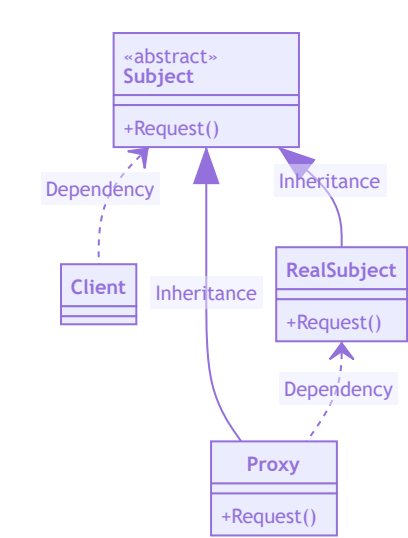 «abstract»
Subject
+Request()
Dependency
Inheritance
Client
Inheritance
RealSubject
+Request()
Dependency
Proxy
+Request()